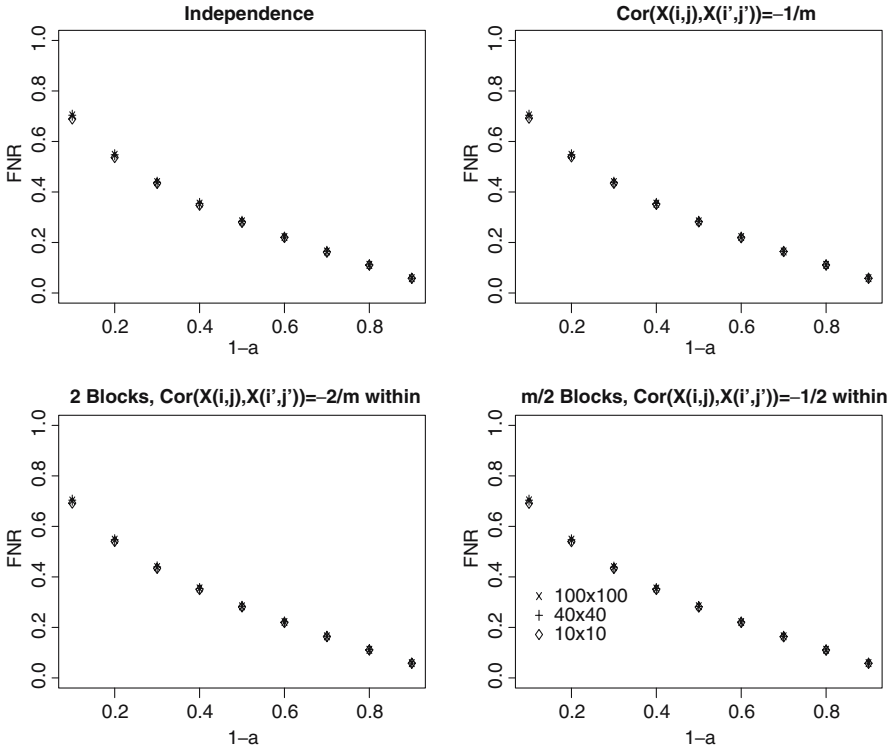 Independence
FNR
0.0 0.2 0.4 0.6 0.8 1.0
0.2 0.4 0.6 0.8
1−a
Cor(X(i,j),X(i',j'))=−1/m
FNR
0.0 0.2 0.4 0.6 0.8 1.0
0.2 0.4 0.6 0.8
1−a
2 Blocks, Cor(X(i,j),X(i',j'))=−2/m within
FNR
0.0 0.2 0.4 0.6 0.8 1.0
0.2 0.4 0.6 0.8
1−a
m/2 Blocks, Cor(X(i,j),X(i',j'))=−1/2 within
FNR
0.0 0.2 0.4 0.6 0.8 1.0
100x100
40x40
10x10
0.2 0.4 0.6 0.8
1−a